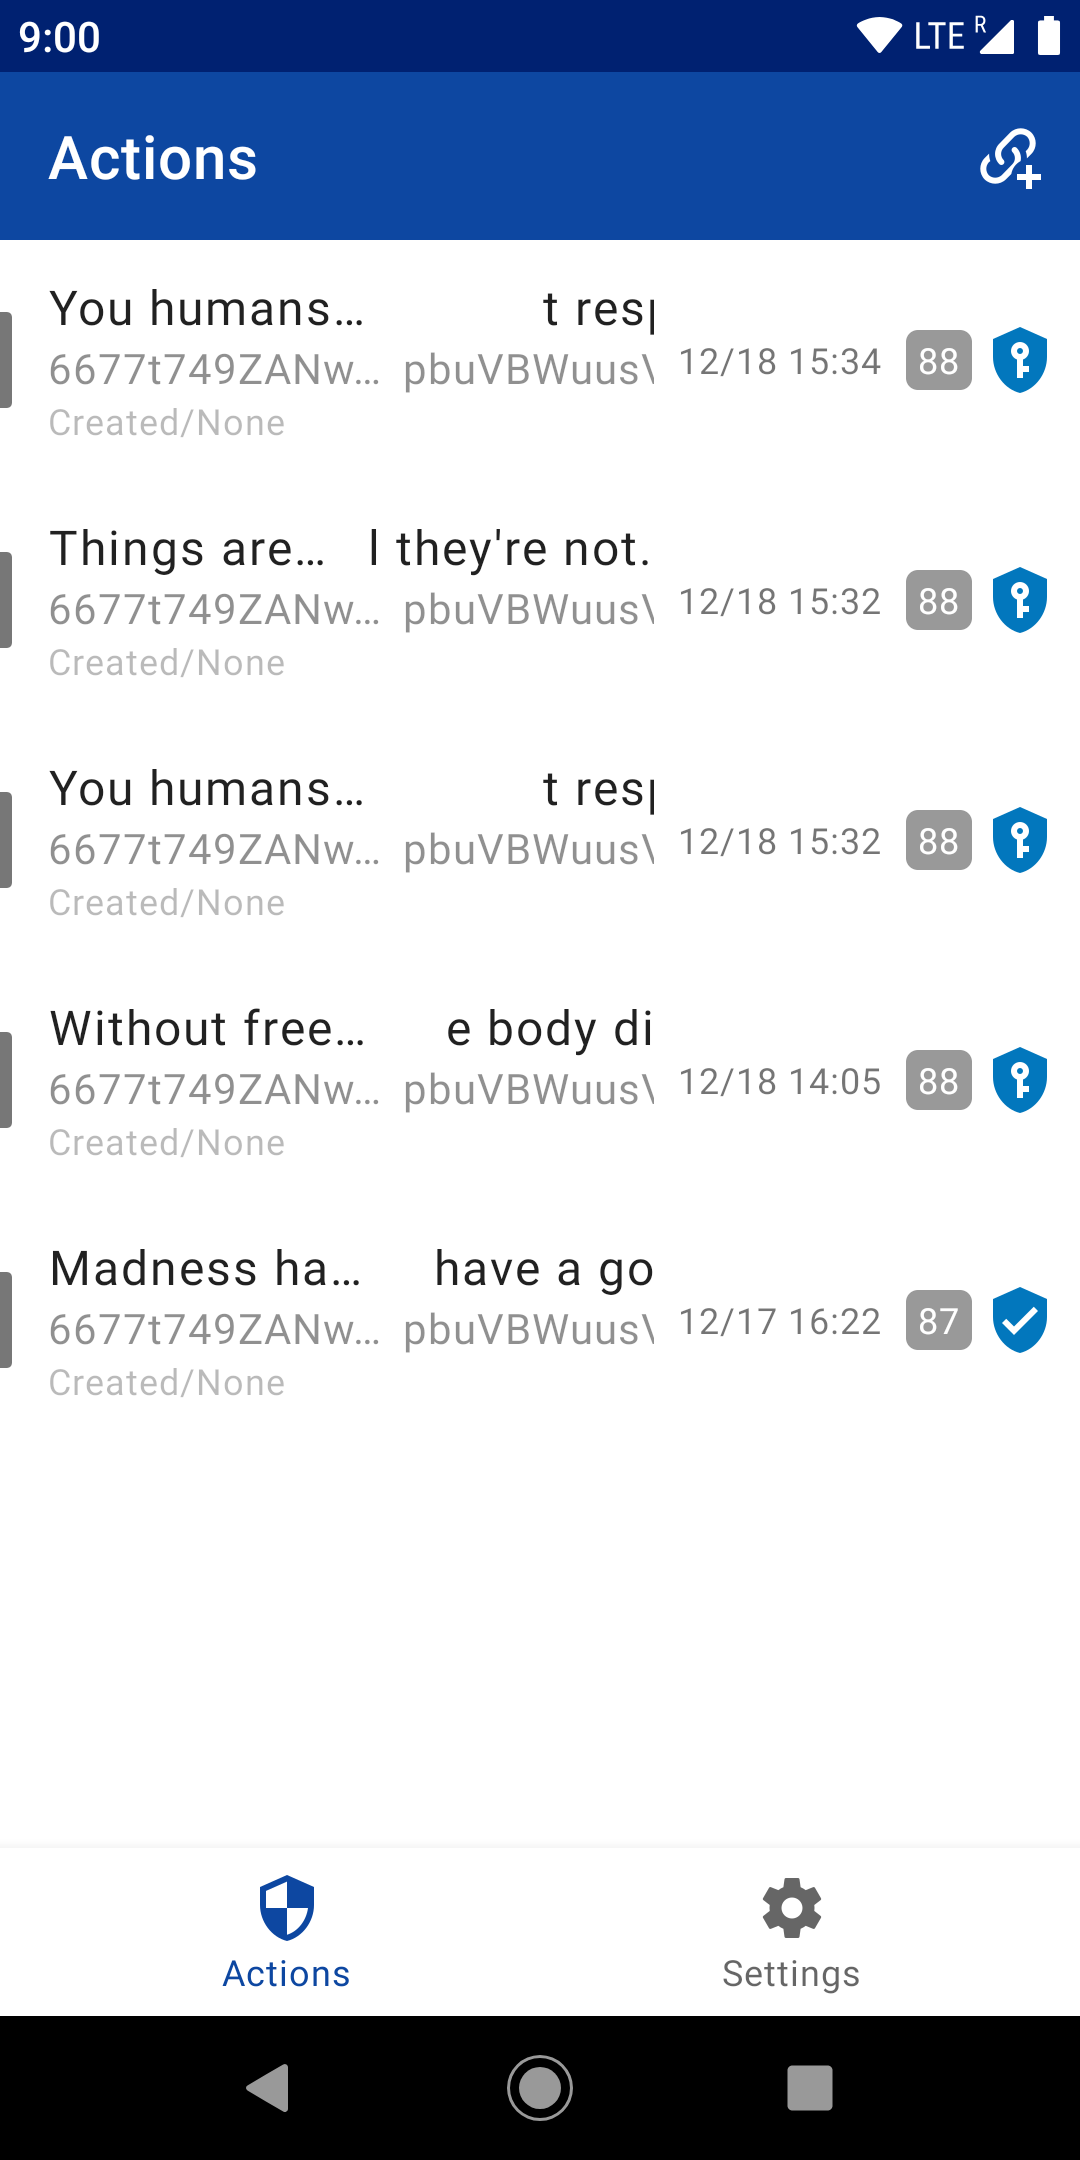 9:00 LTE R
Actions
You humans… t resp
6677t749ZANw… pbuVBWuus
12/18 15:34 88
Created/None
Things are… l they're not.
6677t749ZANw… pbuVBWuus
12/18 15:32 88
Created/None
You humans… t resp
6677t749ZANw… pbuVBWuus
12/18 15:32 88
Created/None
Without free… e body di
6677t749ZANw… pbuVBWuus
12/18 14:05 88
Created/None
Madness ha… have a go
6677t749ZANw… pbuVBWuus
12/17 16:22 87
Created/None
Actions
Settings